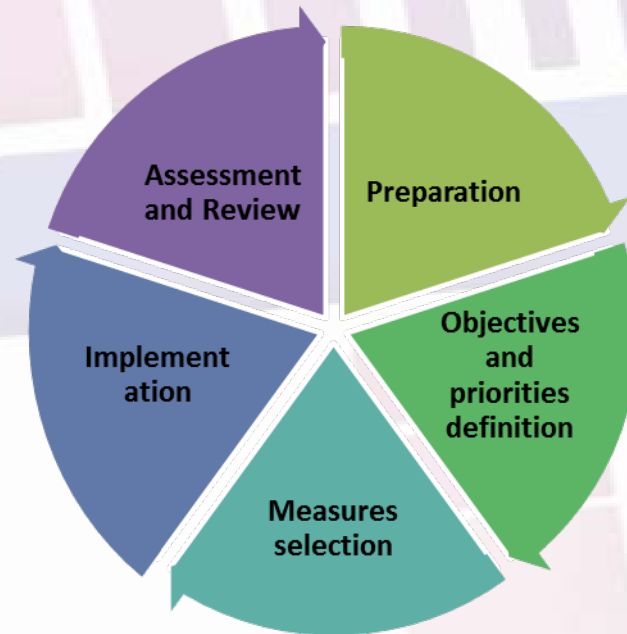 Preparation
Objectives
and
priorities
definition
Measures
selection
Implement
ation
Assessment
and Review